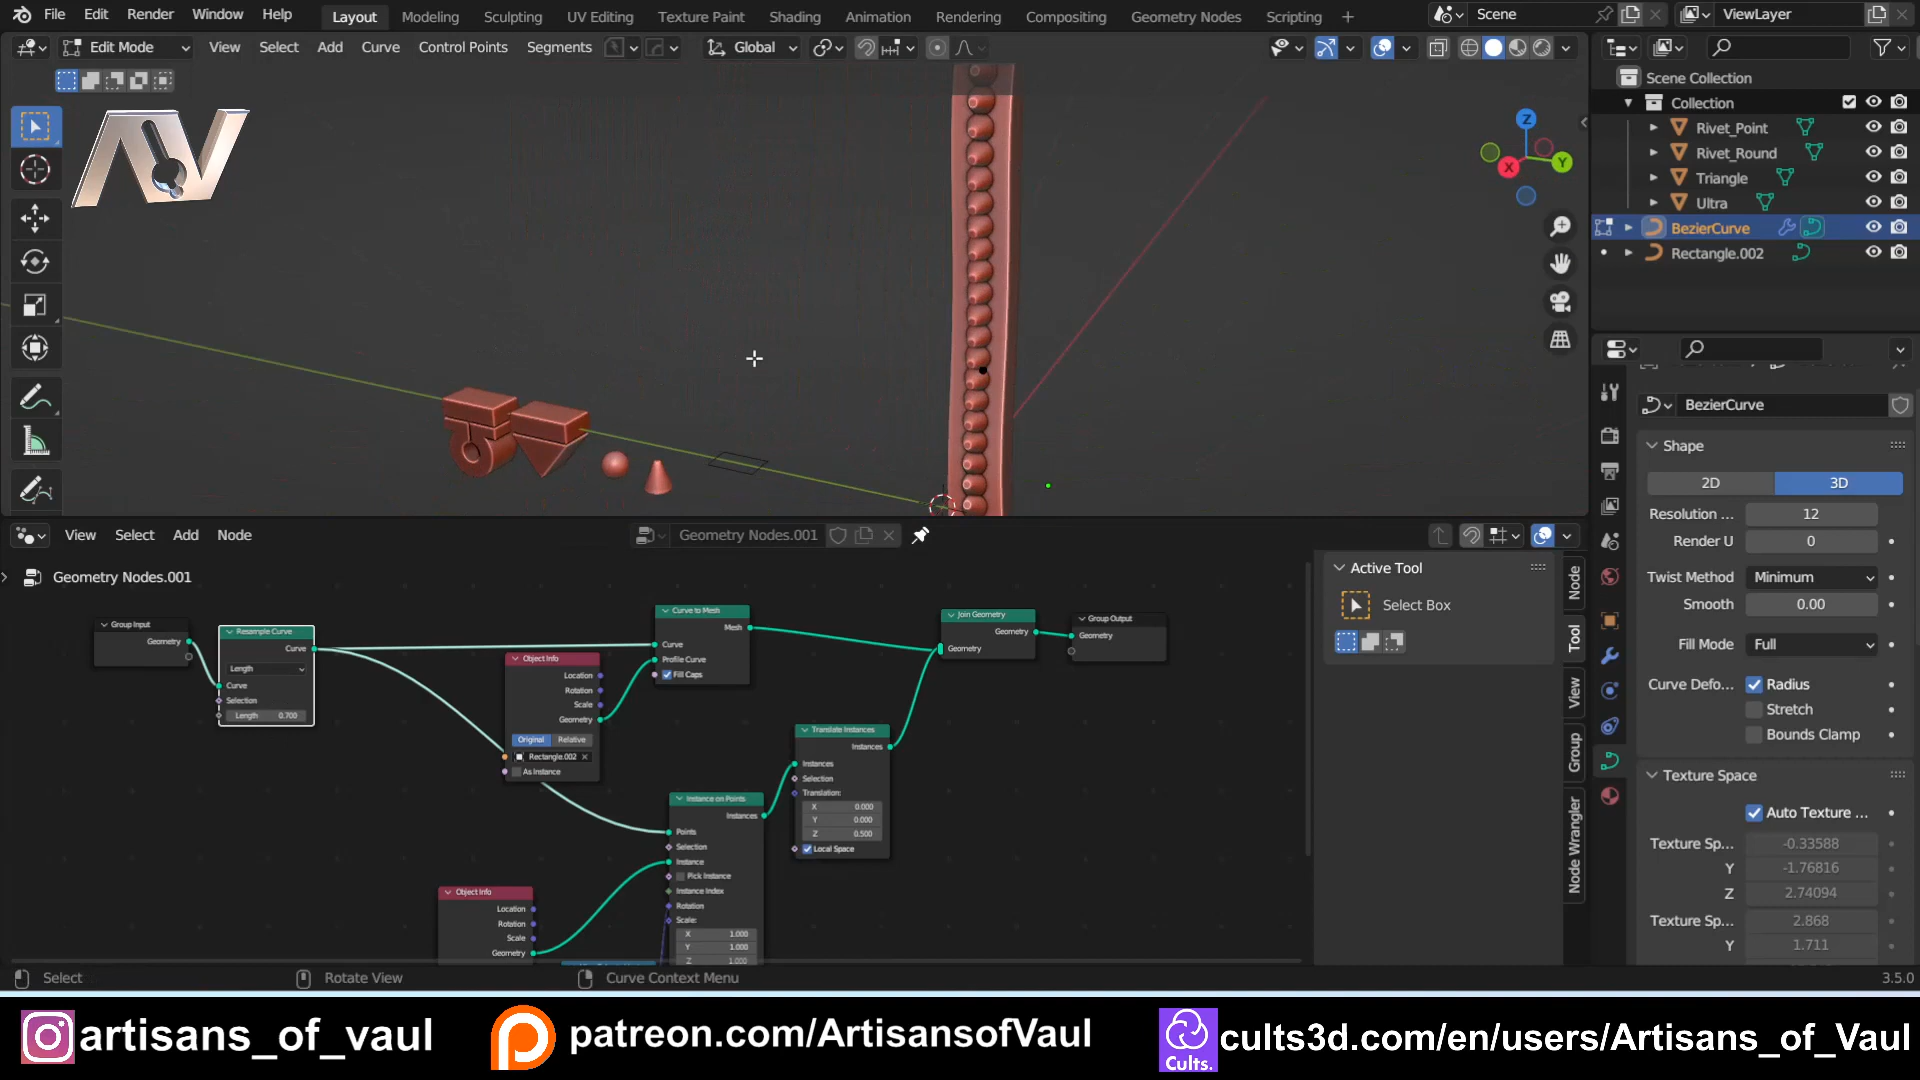 File Edit Render Window Help Layout Modeling Sculpting UV Editing Texture Paint Shading Animation Rendering Compositing Geometry Nodes Scripting + Scene ViewLayer
Edit Mode View Select Add Curve Control Points Segments Global
Scene Collection
Collection
Rivet_Point
Rivet_Round
Triangle
Ultra
BezierCurve
Rectangle.002
Z
X
Y
AV
BezierCurve
Shape
2D 3D
Resolution ... 12
Render U 0
Twist Method Minimum
Smooth 0.00
Fill Mode Full
Curve Defo... Radius
Stretch
Bounds Clamp
Texture Space
Auto Texture ...
Texture Sp... -0.33588
Y -1.76816
Z 2.74094
Texture Sp... 2.868
Y 1.711
View Select Add Node Geometry Nodes.001
Geometry Nodes.001
Group Input
Geometry
Resample Curve
Curve
Length
Curve
Selection
Length 0.700
Object Info
Location
Rotation
Scale
Geometry
Original Relative
Rectangle.002
As Instance
Curve to Mesh
Mesh
Curve
Profile Curve
Fill Caps
Join Geometry
Geometry
Geometry
Group Output
Geometry
Translate Instances
Instances
Instances
Selection
Translation:
X 0.000
Y 0.000
Z 0.500
Local Space
Instance on Points
Instances
Points
Selection
Instance
Pick Instance
Instance Index
Rotation
Scale:
X 1.000
Y 1.000
Z 1.000
Object Info
Location
Rotation
Scale
Geometry
Active Tool
Select Box
Node
Tool
View
Group
Node Wrangler
Select Rotate View Curve Context Menu 3.5.0
artisans_of_vaul patreon.com/ArtisansofVaul Cults. cults3d.com/en/users/Artisans_of_Vaul